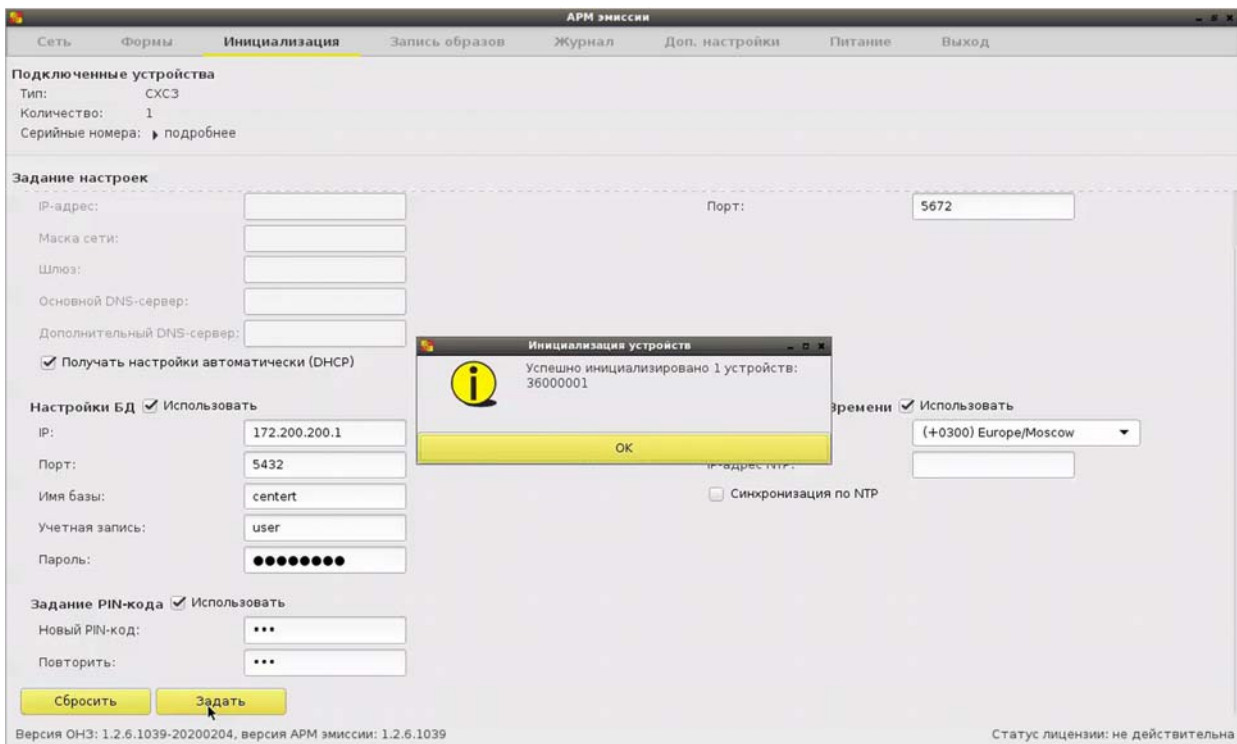 АРМ эмиссии
Сеть Формы Инициализация Запись образов Журнал Доп. настройки Питание Выход
Подключенные устройства
Тип: СХСЗ
Количество: 1
Серийные номера: подробнее
Задание настроек
IP-адрес: Порт: 5672
Маска сети:
Шлюз:
Основной DNS-сервер:
Дополнительный DNS-сервер:
Получать настройки автоматически (DHCP)
Инициализация устройств
Успешно инициализировано 1 устройств:
36000001
OK
Настройки БД Использовать
времени Использовать
IP: 172.200.200.1
(+0300) Europe/Moscow
Порт: 5432
IP-адрес NTP:
Имя базы: centert
Синхронизация по NTP
Учетная запись: user
Пароль: ●●●●●●●●
Задание PIN-кода Использовать
Новый PIN-код: •••
Повторить: •••
Сбросить Задать
Версия ОНЗ: 1.2.6.1039-20200204, версия АРМ эмиссии: 1.2.6.1039
Статус лицензии: не действительна